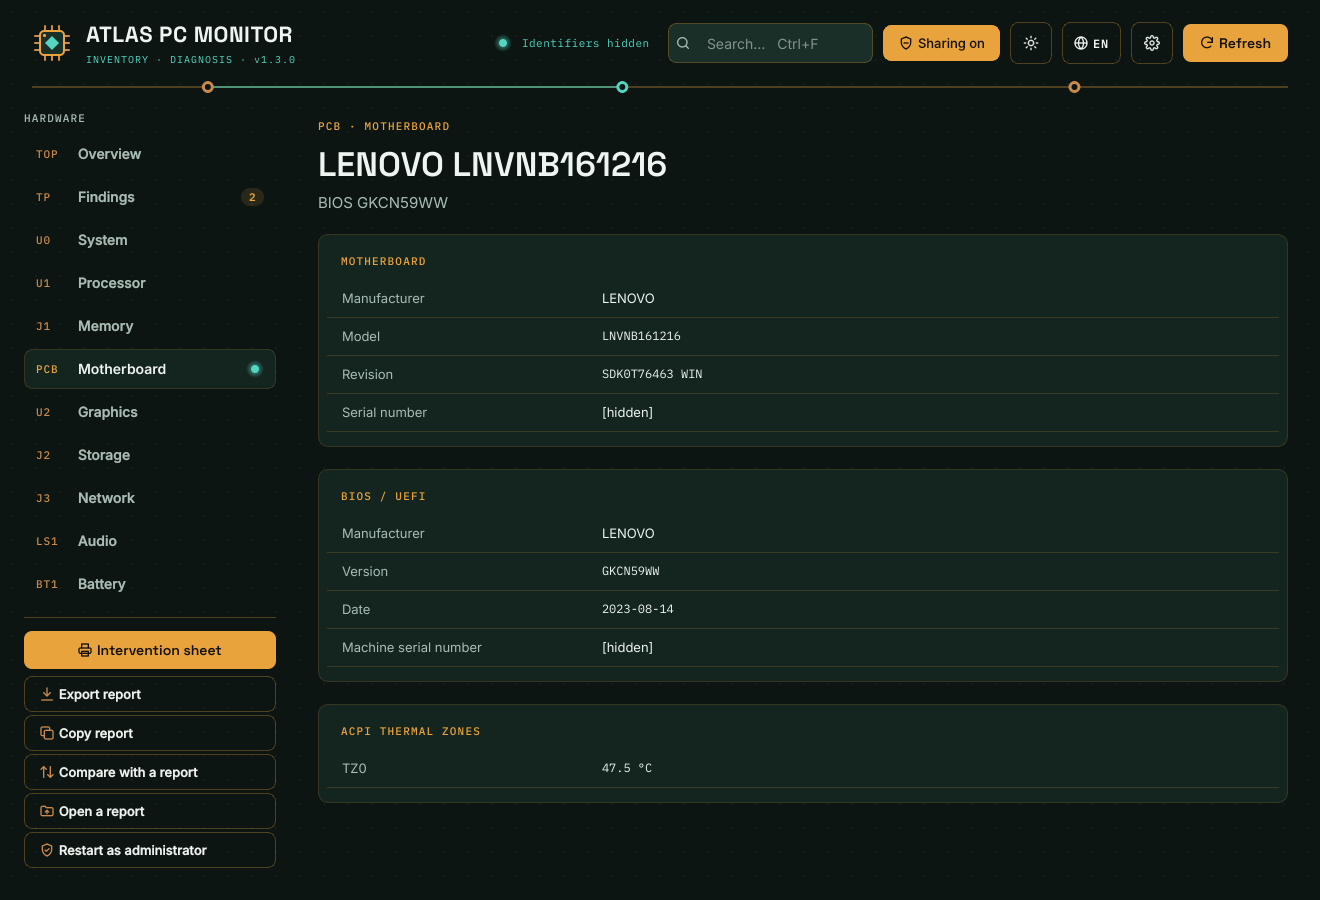 ATLAS PC MONITOR
INVENTORY · DIAGNOSIS · v1.3.0
Identifiers hidden
Search... Ctrl+F
Sharing on
EN
Refresh
HARDWARE
TOP Overview
TP Findings 2
U0 System
U1 Processor
J1 Memory
PCB Motherboard
U2 Graphics
J2 Storage
J3 Network
LS1 Audio
BT1 Battery
Intervention sheet
Export report
Copy report
Compare with a report
Open a report
Restart as administrator
PCB · MOTHERBOARD
LENOVO LNVNB161216
BIOS GKCN59WW
MOTHERBOARD
Manufacturer LENOVO
Model LNVNB161216
Revision SDK0T76463 WIN
Serial number [hidden]
BIOS / UEFI
Manufacturer LENOVO
Version GKCN59WW
Date 2023-08-14
Machine serial number [hidden]
ACPI THERMAL ZONES
TZ0 47.5 °C